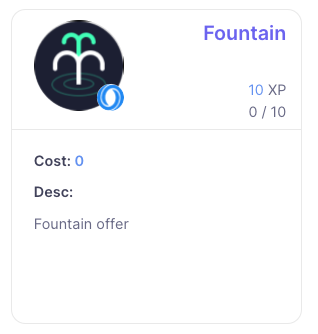 Fountain
10 XP
0 / 10
Cost: 0
Desc:
Fountain offer